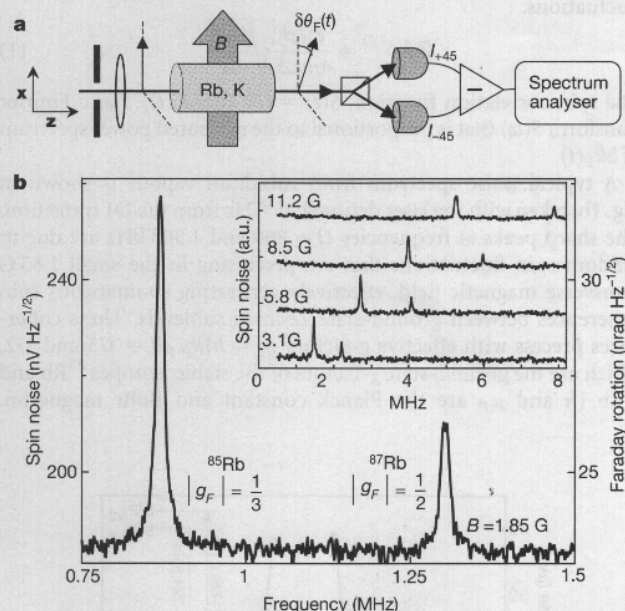 a
δθF(t)
B
Rb, K
x
z
I+45
I−45
−
Spectrum
analyser
b
Spin noise (nV Hz−1/2)
240
200
Spin noise (a.u.)
11.2 G
8.5 G
5.8 G
3.1G
0 2 4 6 8
MHz
30
25
Faraday rotation (nrad Hz−1/2)
85Rb
|gF| = 1/3
87Rb
|gF| = 1/2
B = 1.85 G
0.75 1 1.25 1.5
Frequency (MHz)